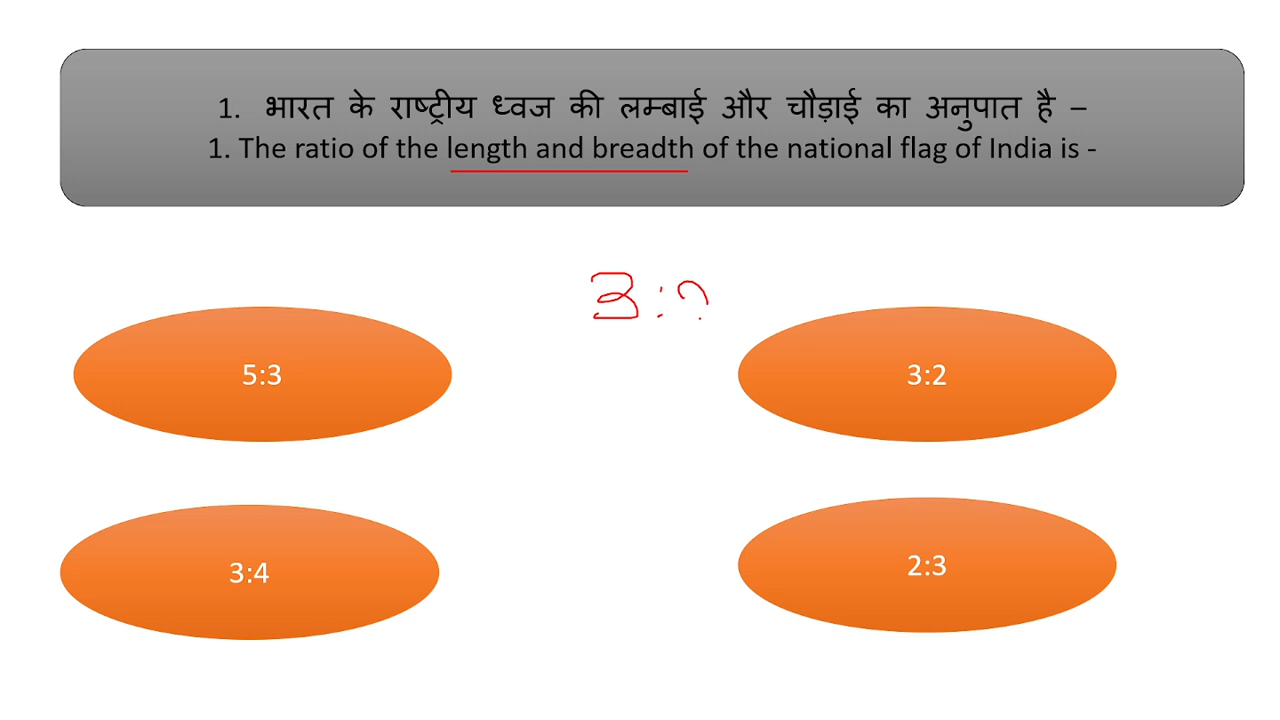 1. भारत के राष्ट्रीय ध्वज की लम्बाई और चौड़ाई का अनुपात है –
1. The ratio of the length and breadth of the national flag of India is -
3:
5:3
3:2
3:4
2:3